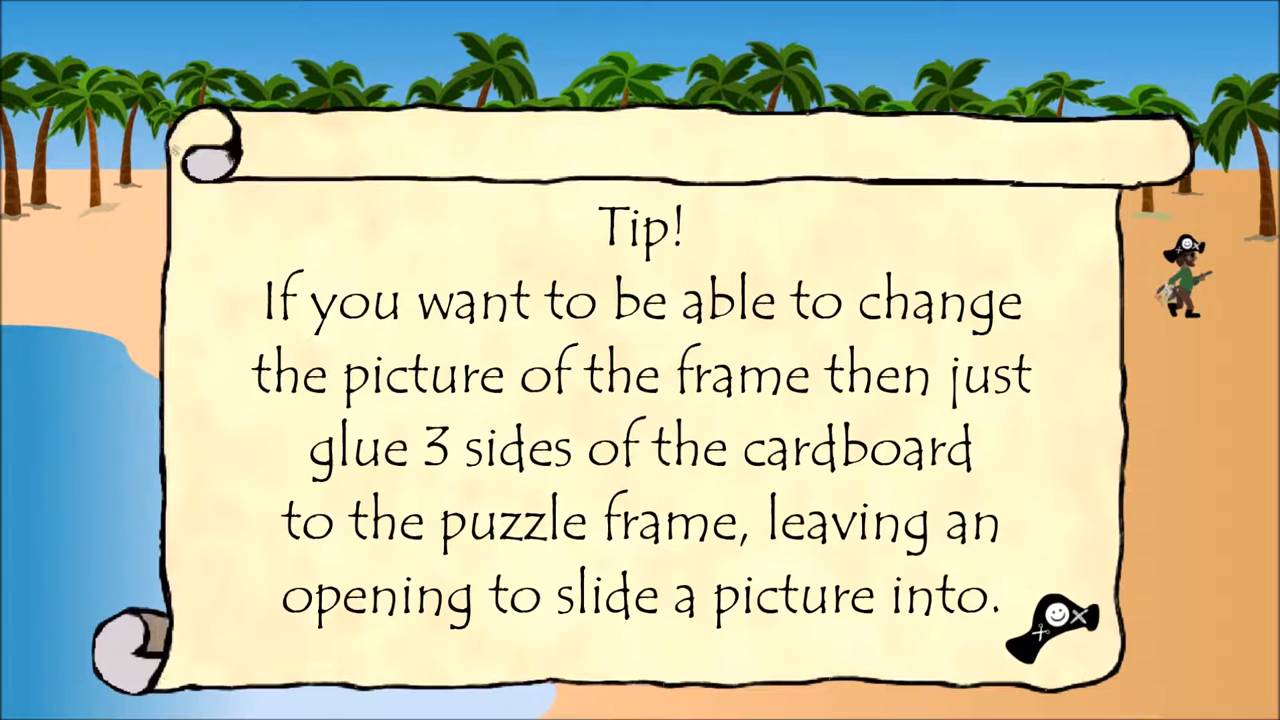 Tip!
If you want to be able to change
the picture of the frame then just
glue 3 sides of the cardboard
to the puzzle frame, leaving an
opening to slide a picture into.